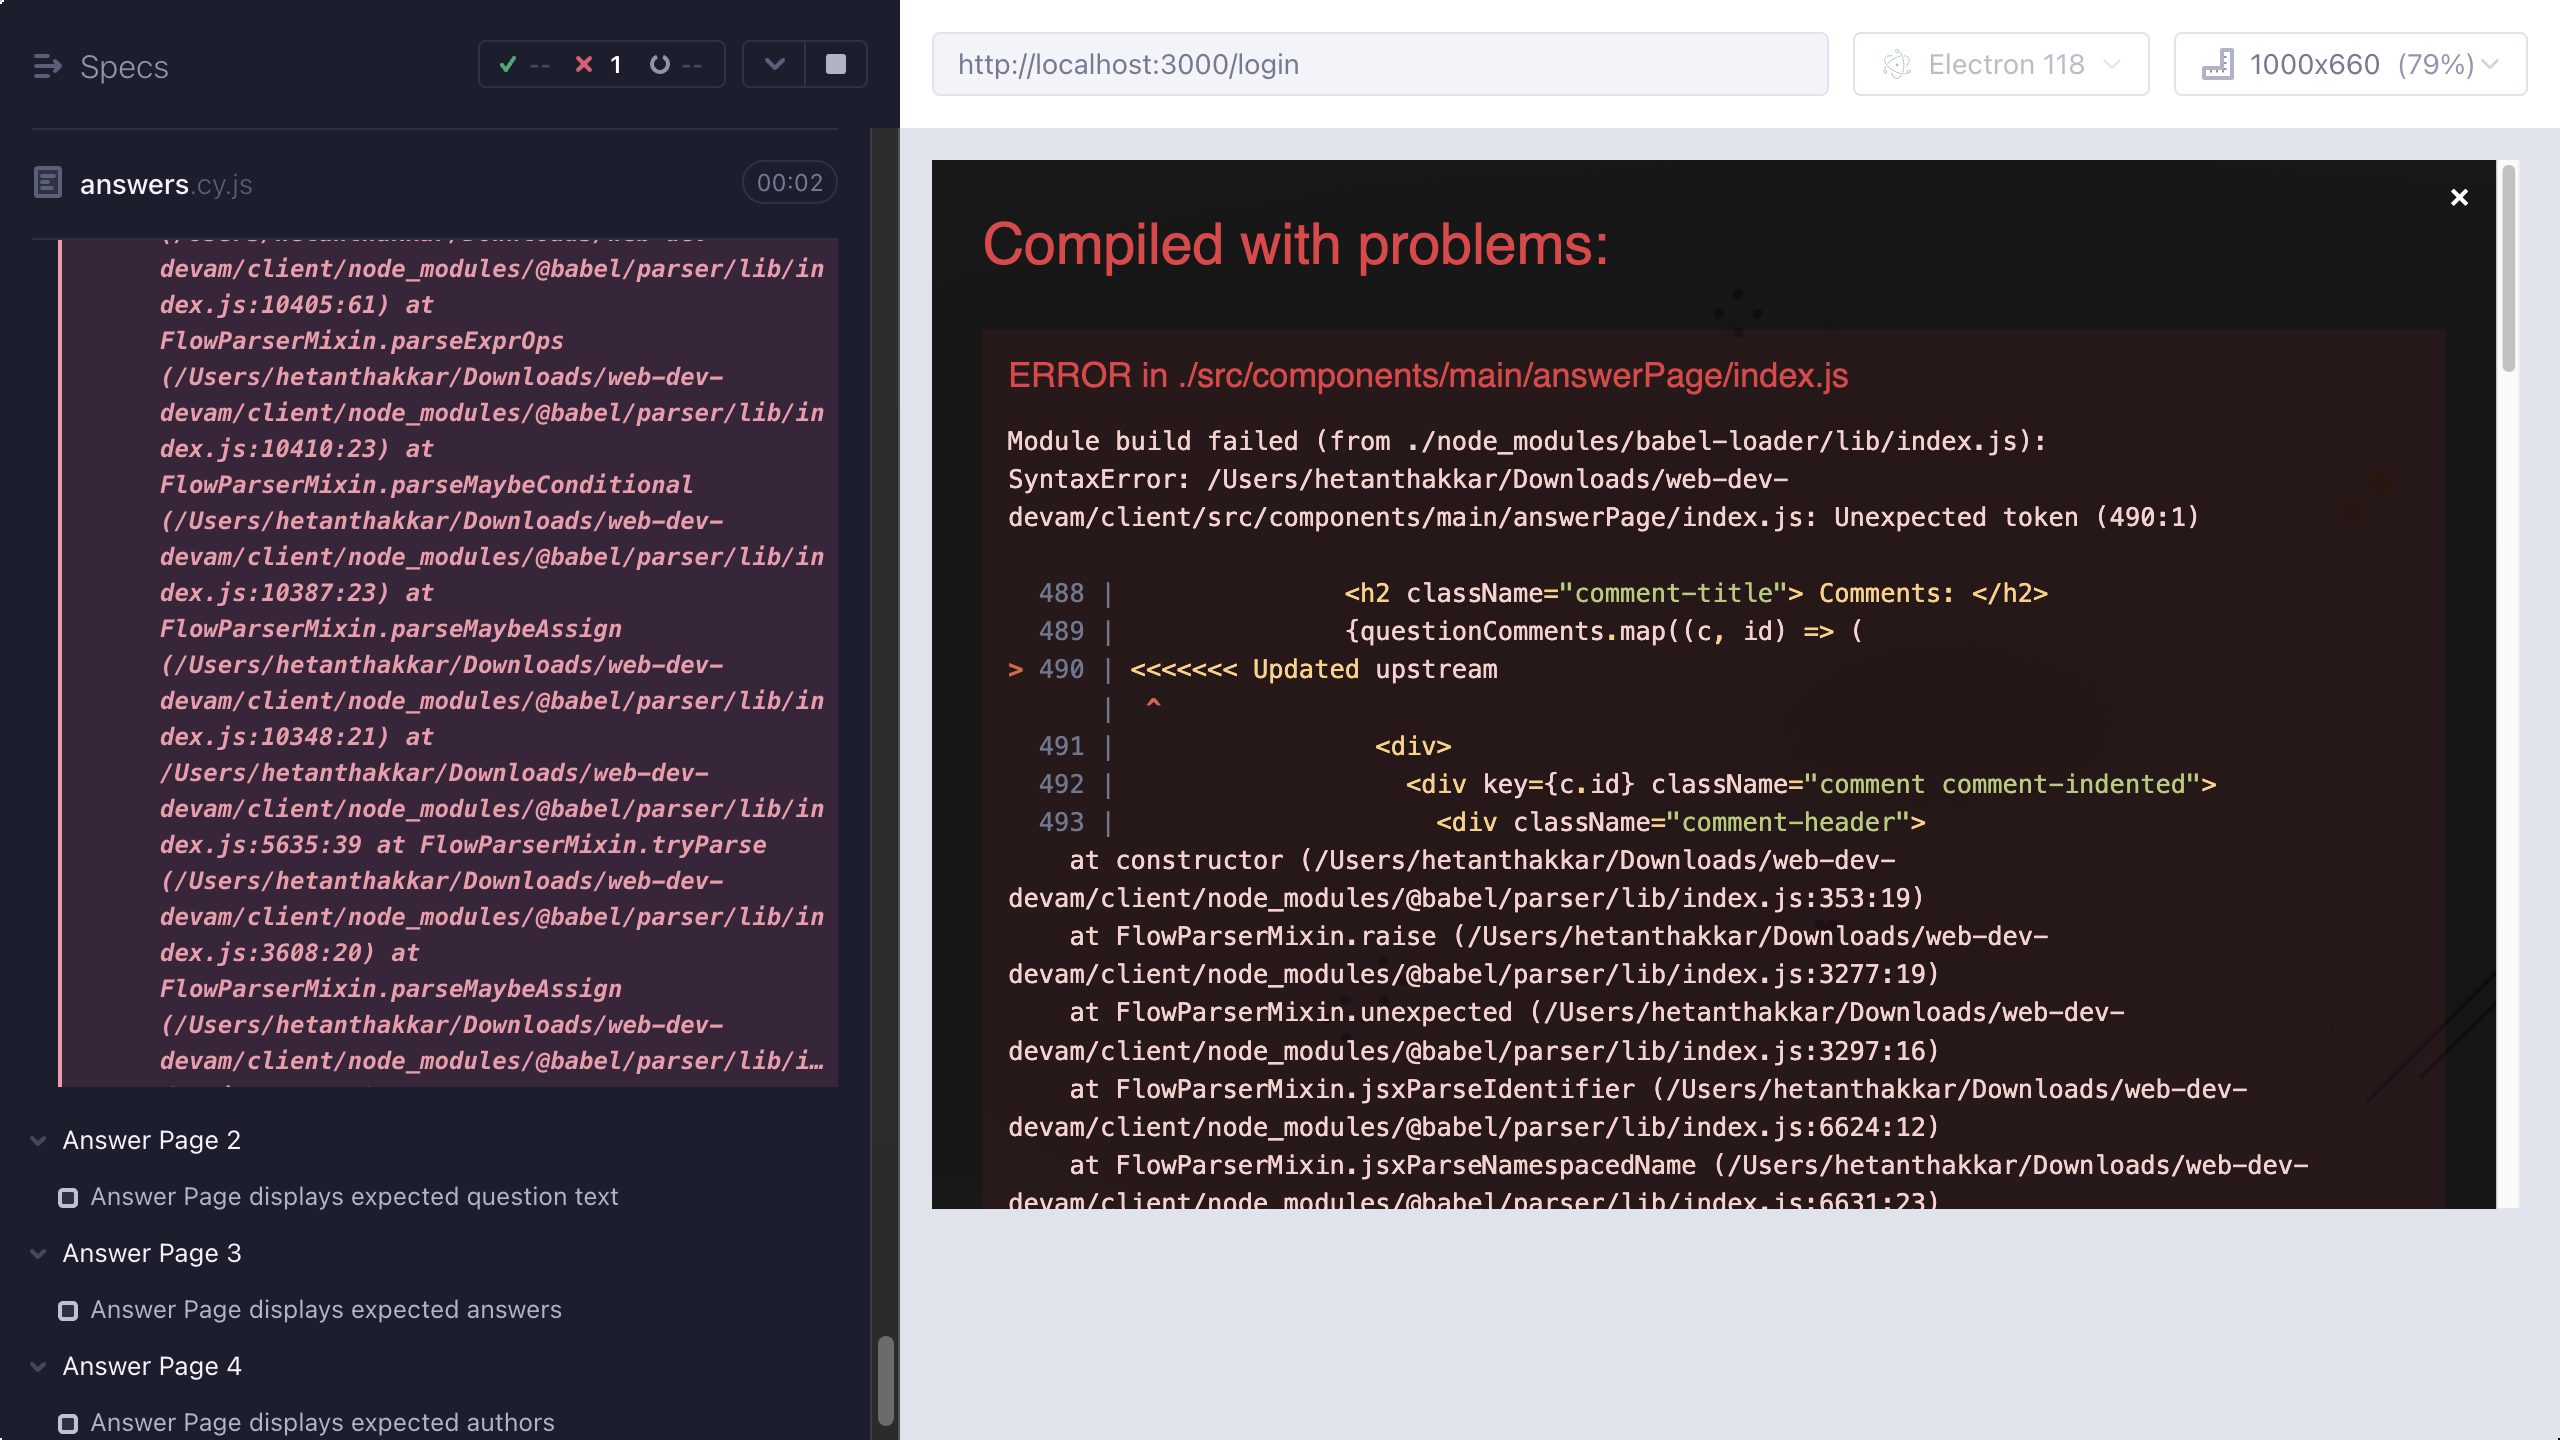 Specs
-- 1 --
answers.cy.js
00:02
devam/client/node_modules/@babel/parser/lib/in
dex.js:10405:61) at
FlowParserMixin.parseExprOps
(/Users/hetanthakkar/Downloads/web-dev-
devam/client/node_modules/@babel/parser/lib/in
dex.js:10410:23) at
FlowParserMixin.parseMaybeConditional
(/Users/hetanthakkar/Downloads/web-dev-
devam/client/node_modules/@babel/parser/lib/in
dex.js:10387:23) at
FlowParserMixin.parseMaybeAssign
(/Users/hetanthakkar/Downloads/web-dev-
devam/client/node_modules/@babel/parser/lib/in
dex.js:10348:21) at
/Users/hetanthakkar/Downloads/web-dev-
devam/client/node_modules/@babel/parser/lib/in
dex.js:5635:39 at FlowParserMixin.tryParse
(/Users/hetanthakkar/Downloads/web-dev-
devam/client/node_modules/@babel/parser/lib/in
dex.js:3608:20) at
FlowParserMixin.parseMaybeAssign
(/Users/hetanthakkar/Downloads/web-dev-
devam/client/node_modules/@babel/parser/lib/i…
Answer Page 2
Answer Page displays expected question text
Answer Page 3
Answer Page displays expected answers
Answer Page 4
Answer Page displays expected authors
http://localhost:3000/login
Electron 118
1000x660 (79%)
×
Compiled with problems:
ERROR in ./src/components/main/answerPage/index.js
Module build failed (from ./node_modules/babel-loader/lib/index.js):
SyntaxError: /Users/hetanthakkar/Downloads/web-dev-
devam/client/src/components/main/answerPage/index.js: Unexpected token (490:1)
488 | <h2 className="comment-title"> Comments: </h2>
489 | {questionComments.map((c, id) => (
> 490 | <<<<<<< Updated upstream
| ^
491 | <div>
492 | <div key={c.id} className="comment comment-indented">
493 | <div className="comment-header">
at constructor (/Users/hetanthakkar/Downloads/web-dev-
devam/client/node_modules/@babel/parser/lib/index.js:353:19)
at FlowParserMixin.raise (/Users/hetanthakkar/Downloads/web-dev-
devam/client/node_modules/@babel/parser/lib/index.js:3277:19)
at FlowParserMixin.unexpected (/Users/hetanthakkar/Downloads/web-dev-
devam/client/node_modules/@babel/parser/lib/index.js:3297:16)
at FlowParserMixin.jsxParseIdentifier (/Users/hetanthakkar/Downloads/web-dev-
devam/client/node_modules/@babel/parser/lib/index.js:6624:12)
at FlowParserMixin.jsxParseNamespacedName (/Users/hetanthakkar/Downloads/web-dev-
devam/client/node_modules/@babel/parser/lib/index.js:6631:23)